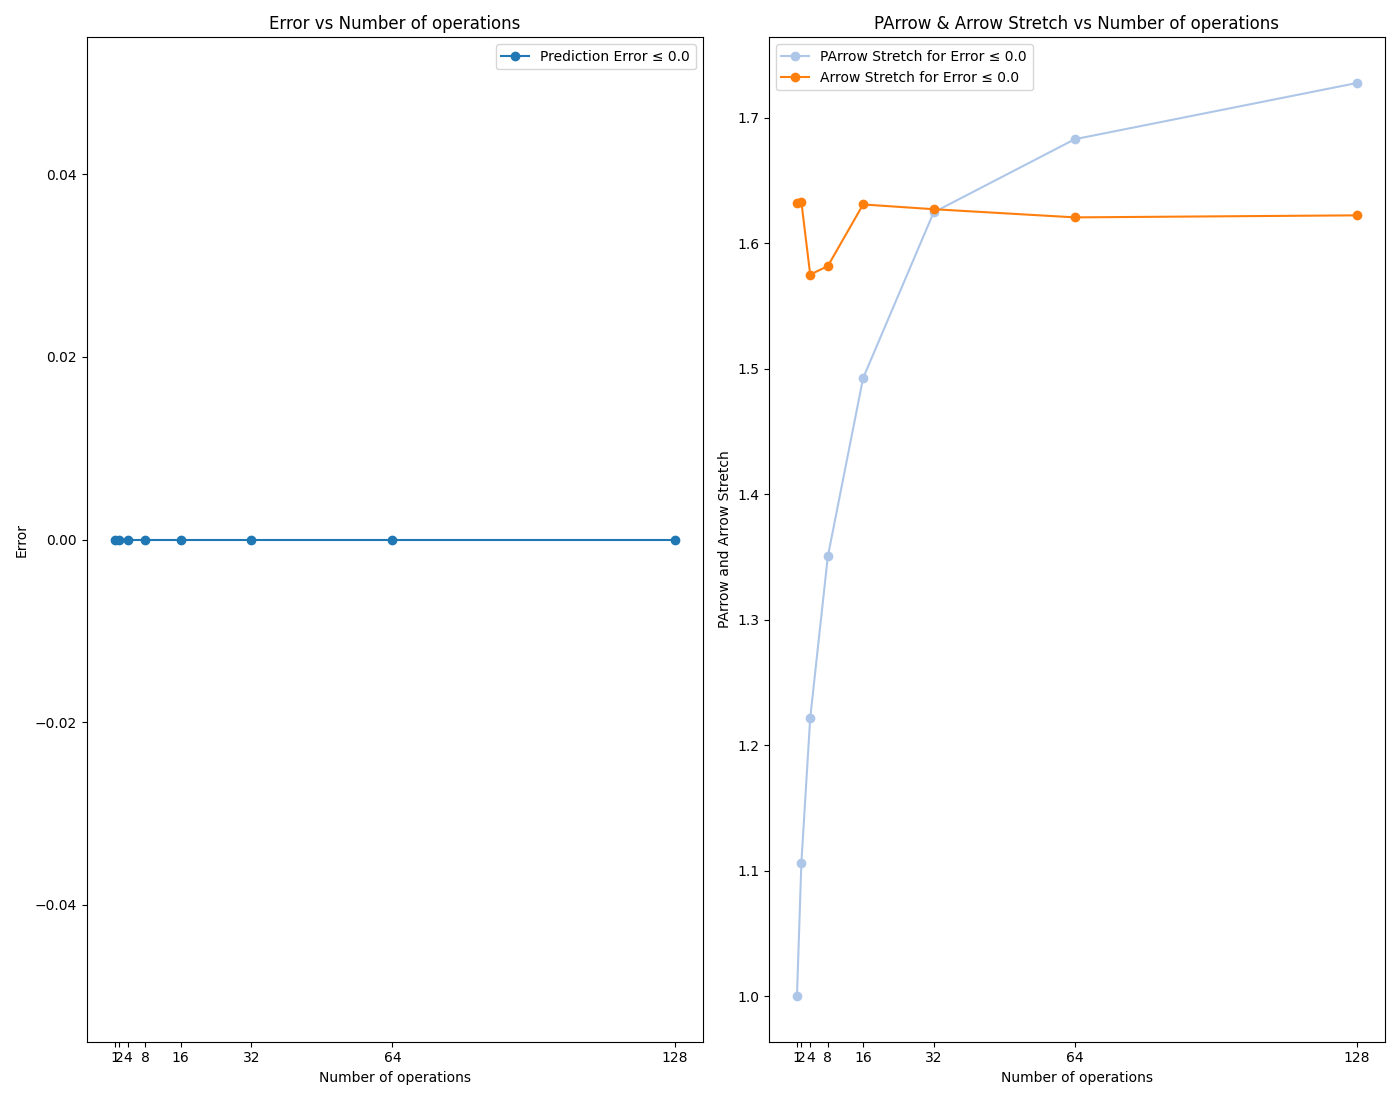 Error vs Number of operations
Prediction Error ≤ 0.0
0.04
0.02
0.00
−0.02
−0.04
Error
1 2 4 8 16 32 64 128
Number of operations
PArrow & Arrow Stretch vs Number of operations
PArrow Stretch for Error ≤ 0.0
Arrow Stretch for Error ≤ 0.0
1.7
1.6
1.5
1.4
1.3
1.2
1.1
1.0
PArrow and Arrow Stretch
1 2 4 8 16 32 64 128
Number of operations